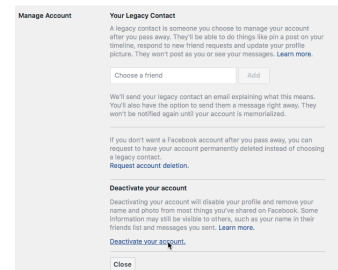 Manage Account
Your Legacy Contact
A legacy contact is someone you choose to manage your account
after you pass away. They'll be able to do things like pin a post on your
timeline, respond to new friend requests and update your profile
picture. They won't post as you or see your messages. Learn more.
Choose a friend
Add
We'll send your legacy contact an email explaining what this means.
You'll also have the option to send them a message right away. They
won't be notified again until your account is memorialized.
If you don't want a Facebook account after you pass away, you can
request to have your account permanently deleted instead of choosing
a legacy contact.
Request account deletion.
Deactivate your account
Deactivating your account will disable your profile and remove your
name and photo from most things you've shared on Facebook. Some
information may still be visible to others, such as your name in their
friends list and messages you sent. Learn more.
Deactivate your account.
Close